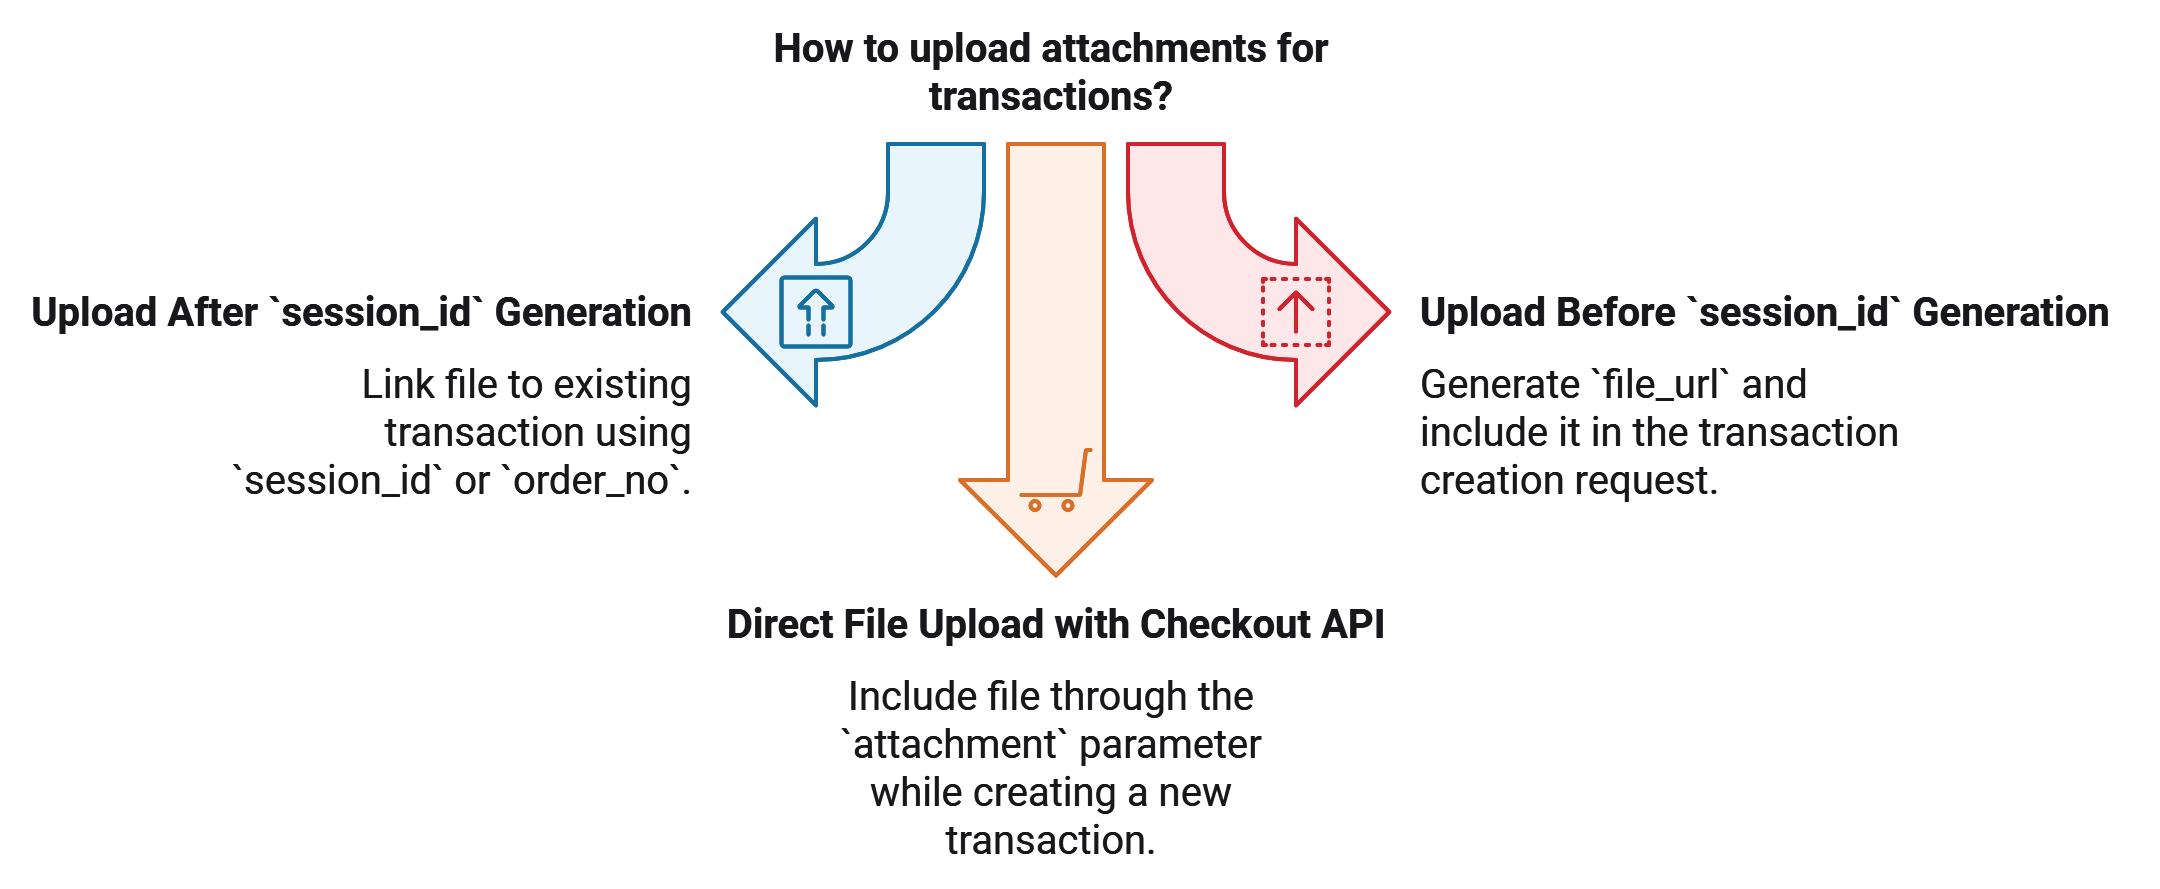 How to upload attachments for
transactions?
Upload After `session_id` Generation
Link file to existing
transaction using
`session_id` or `order_no`.
Upload Before `session_id` Generation
Generate `file_url` and
include it in the transaction
creation request.
Direct File Upload with Checkout API
Include file through the
`attachment` parameter
while creating a new
transaction.